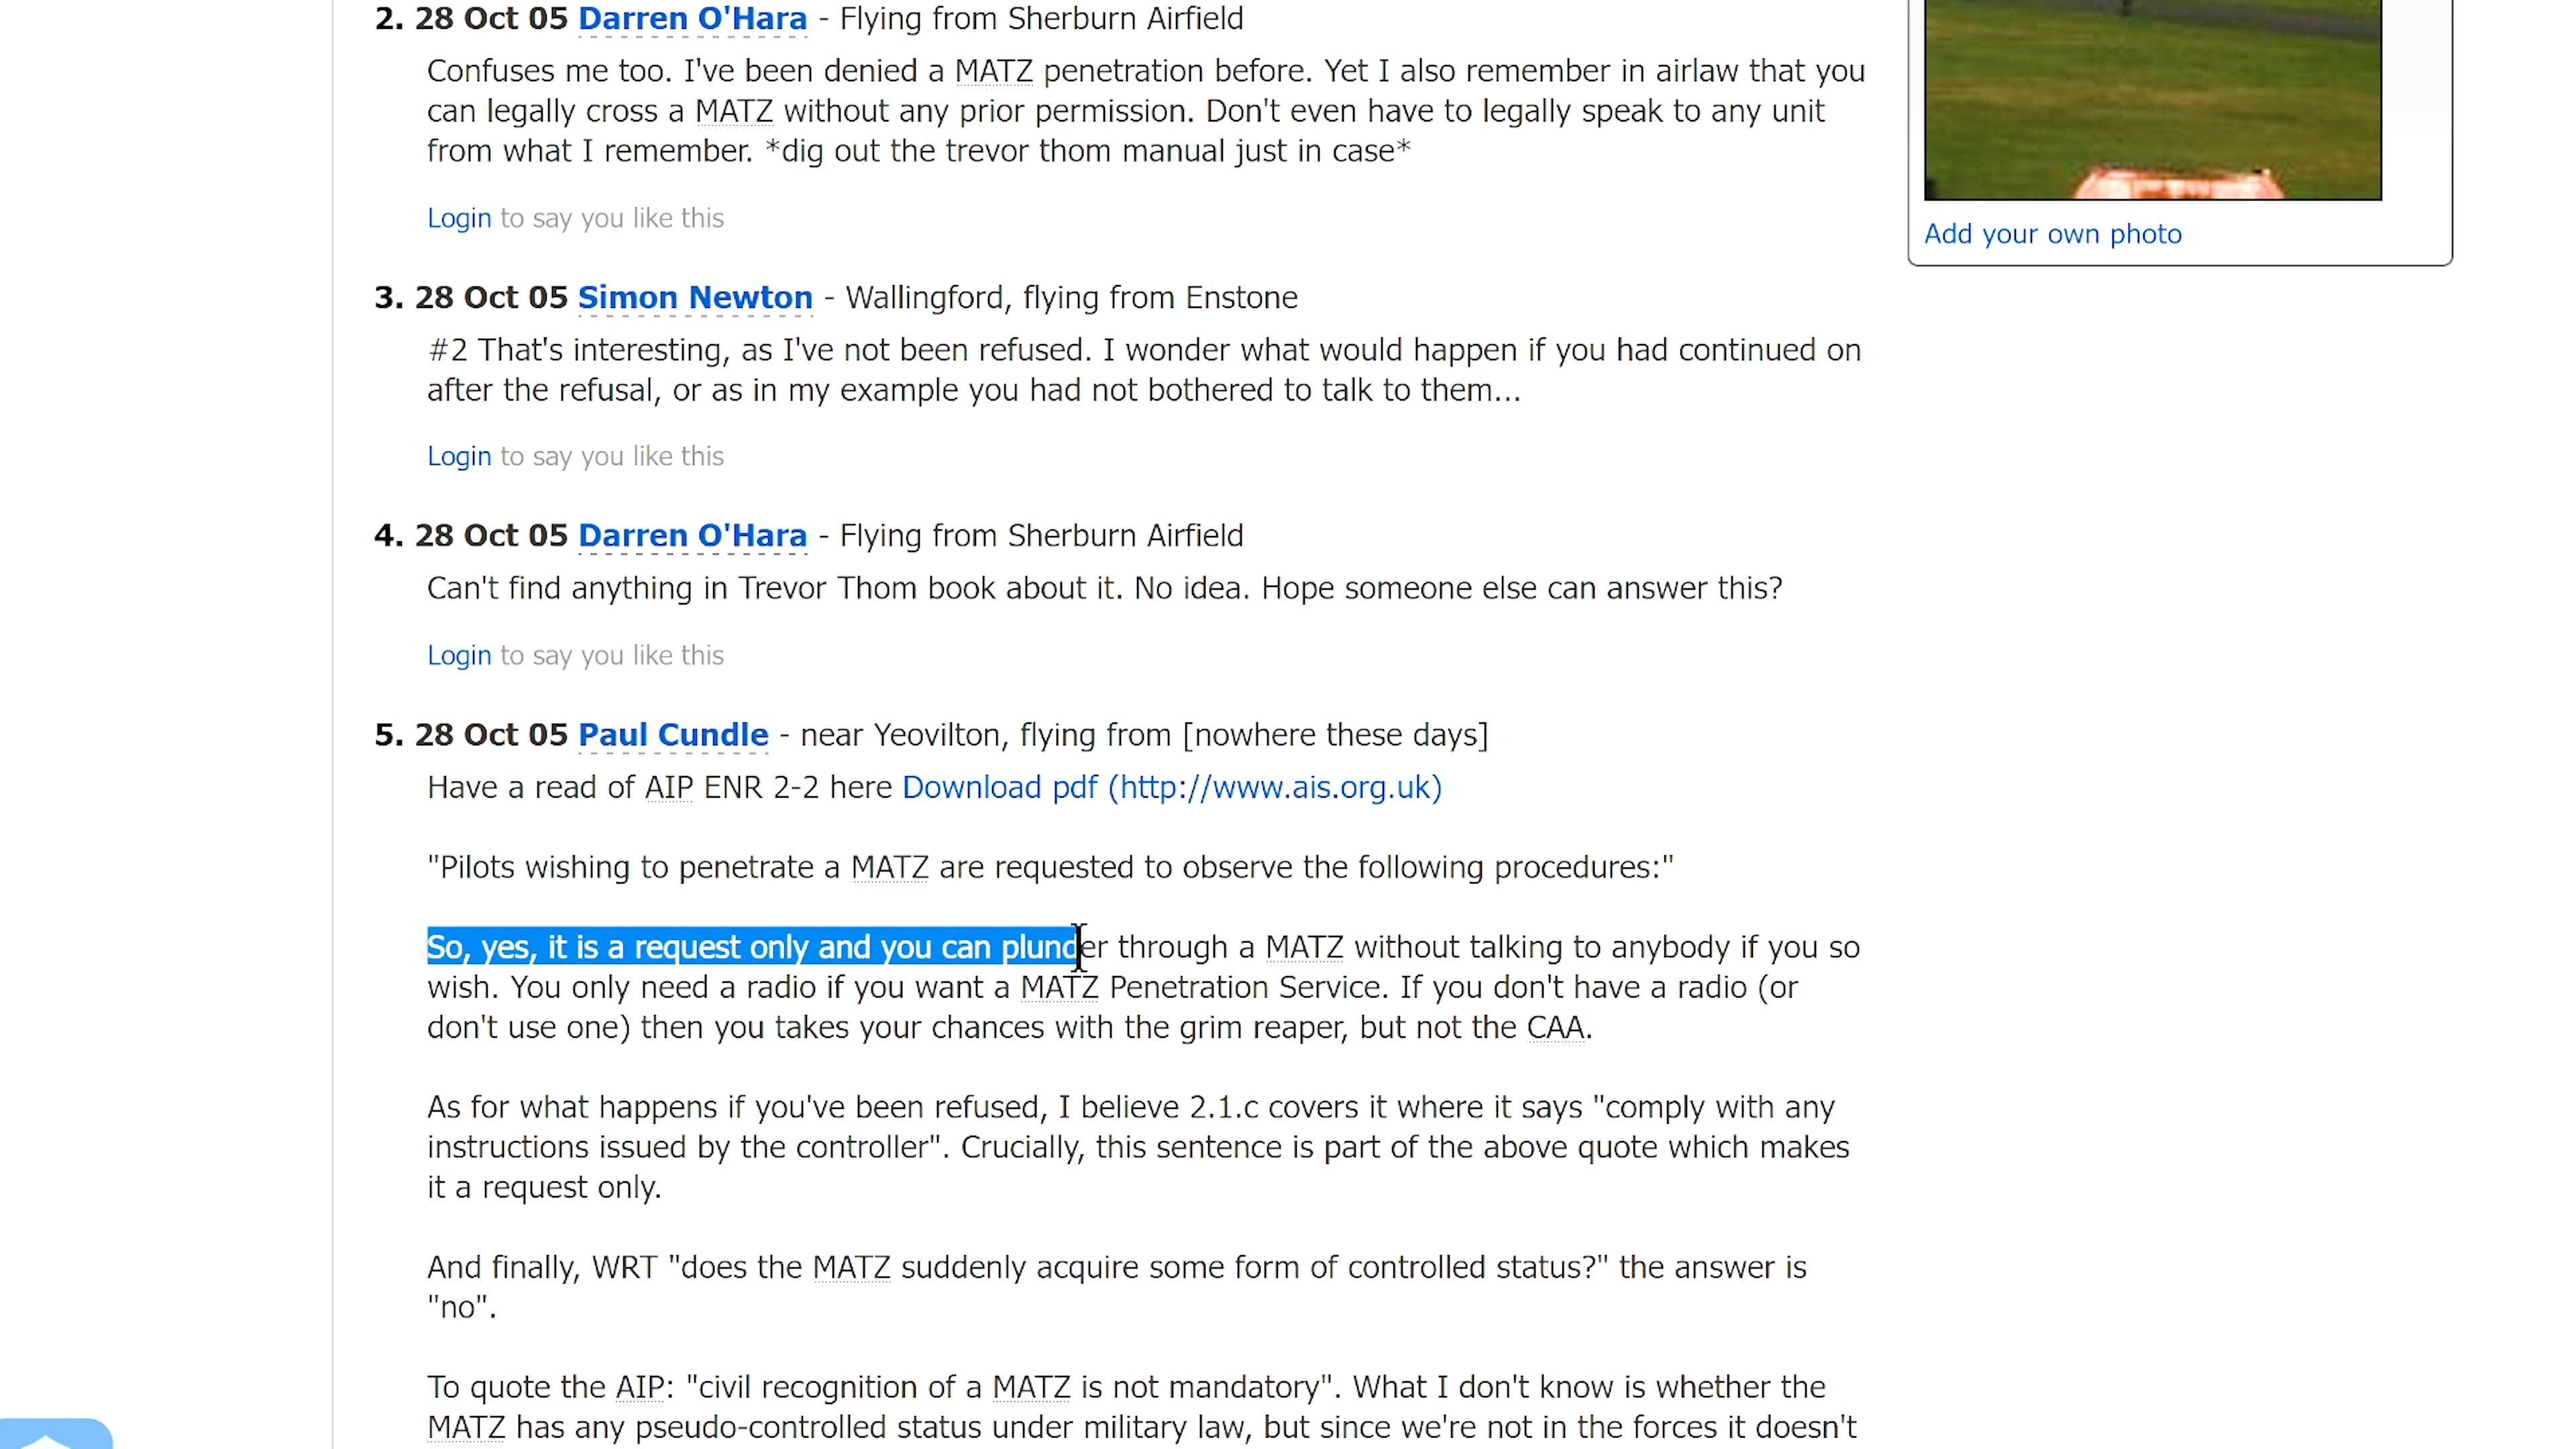 2. 28 Oct 05 Darren O'Hara - Flying from Sherburn Airfield
Confuses me too. I've been denied a MATZ penetration before. Yet I also remember in airlaw that you
can legally cross a MATZ without any prior permission. Don't even have to legally speak to any unit
from what I remember. *dig out the trevor thom manual just in case*
Login to say you like this
Add your own photo
3. 28 Oct 05 Simon Newton - Wallingford, flying from Enstone
#2 That's interesting, as I've not been refused. I wonder what would happen if you had continued on
after the refusal, or as in my example you had not bothered to talk to them...
Login to say you like this
4. 28 Oct 05 Darren O'Hara - Flying from Sherburn Airfield
Can't find anything in Trevor Thom book about it. No idea. Hope someone else can answer this?
Login to say you like this
5. 28 Oct 05 Paul Cundle - near Yeovilton, flying from [nowhere these days]
Have a read of AIP ENR 2-2 here Download pdf (http://www.ais.org.uk)
"Pilots wishing to penetrate a MATZ are requested to observe the following procedures:"
So, yes, it is a request only and you can plunder through a MATZ without talking to anybody if you so
wish. You only need a radio if you want a MATZ Penetration Service. If you don't have a radio (or
don't use one) then you takes your chances with the grim reaper, but not the CAA.
As for what happens if you've been refused, I believe 2.1.c covers it where it says "comply with any
instructions issued by the controller". Crucially, this sentence is part of the above quote which makes
it a request only.
And finally, WRT "does the MATZ suddenly acquire some form of controlled status?" the answer is
"no".
To quote the AIP: "civil recognition of a MATZ is not mandatory". What I don't know is whether the
MATZ has any pseudo-controlled status under military law, but since we're not in the forces it doesn't